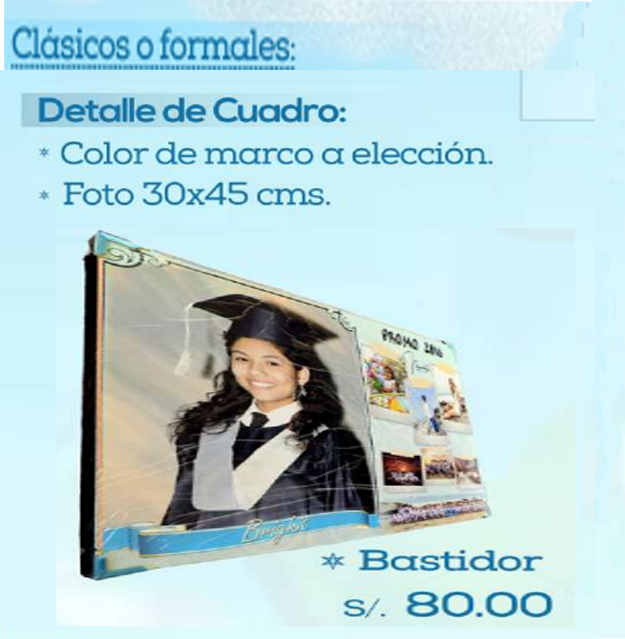 Clásicos o formales:
Detalle de Cuadro:
* Color de marco a elección.
* Foto 30x45 cms.
PROMO 2016
* Bastidor
s/. 80.00